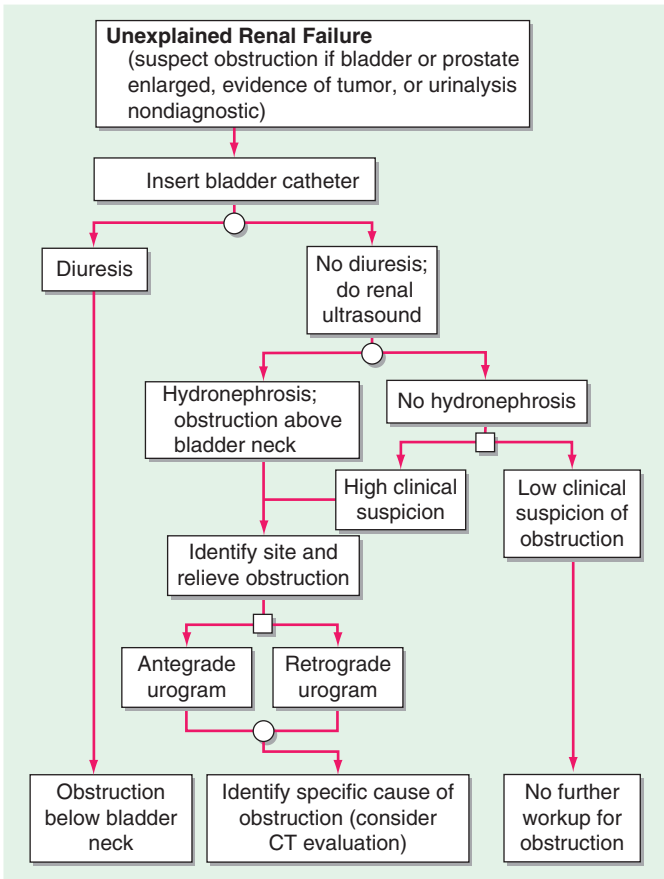 Unexplained Renal Failure
(suspect obstruction if bladder or prostate
enlarged, evidence of tumor, or urinalysis
nondiagnostic)
Insert bladder catheter
Diuresis
No diuresis;
do renal
ultrasound
Hydronephrosis;
obstruction above
bladder neck
No hydronephrosis
High clinical
suspicion
Low clinical
suspicion of
obstruction
Identify site and
relieve obstruction
Antegrade
urogram
Retrograde
urogram
Obstruction
below bladder
neck
Identify specific cause of
obstruction (consider
CT evaluation)
No further
workup for
obstruction